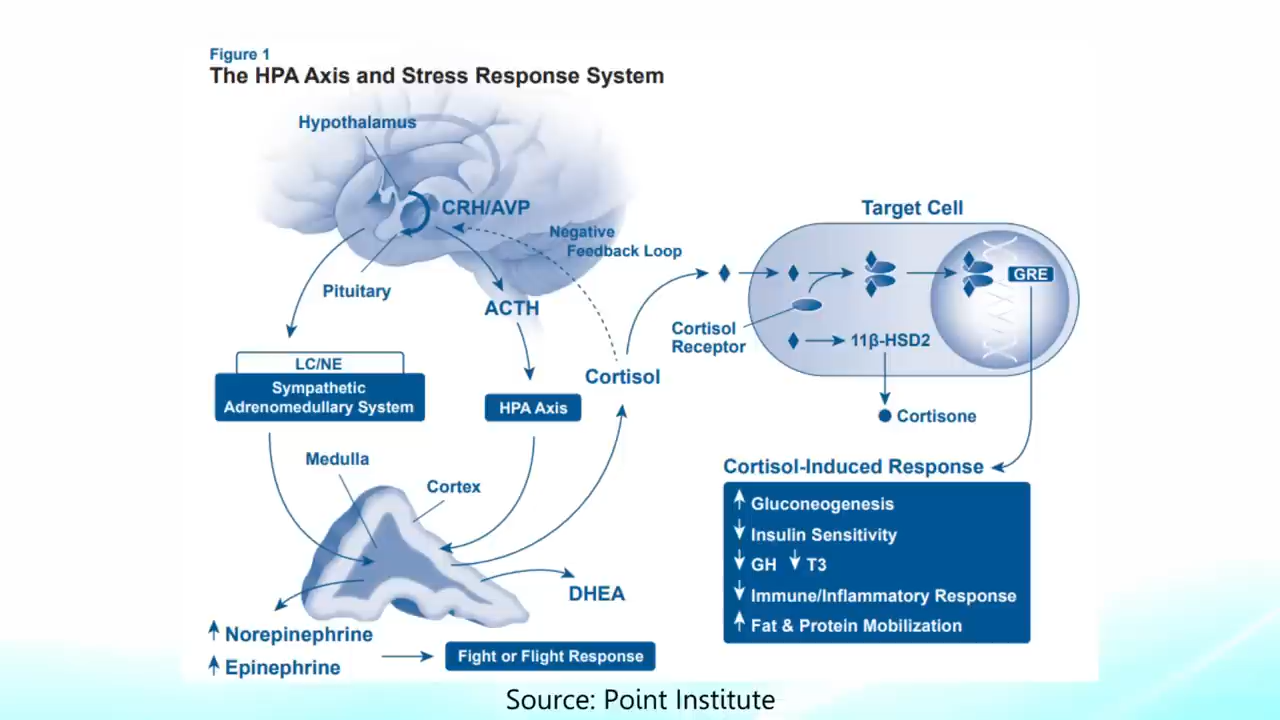 Figure 1
The HPA Axis and Stress Response System
Hypothalamus
CRH/AVP
Negative
Feedback Loop
Pituitary
ACTH
LC/NE
Sympathetic
Adrenomedullary System
HPA Axis
Cortisol
Medulla
Cortex
DHEA
Norepinephrine
Epinephrine
Fight or Flight Response
Target Cell
GRE
Cortisol
Receptor
11β-HSD2
Cortisone
Cortisol-Induced Response
Gluconeogenesis
Insulin Sensitivity
GH T3
Immune/Inflammatory Response
Fat & Protein Mobilization
Source: Point Institute